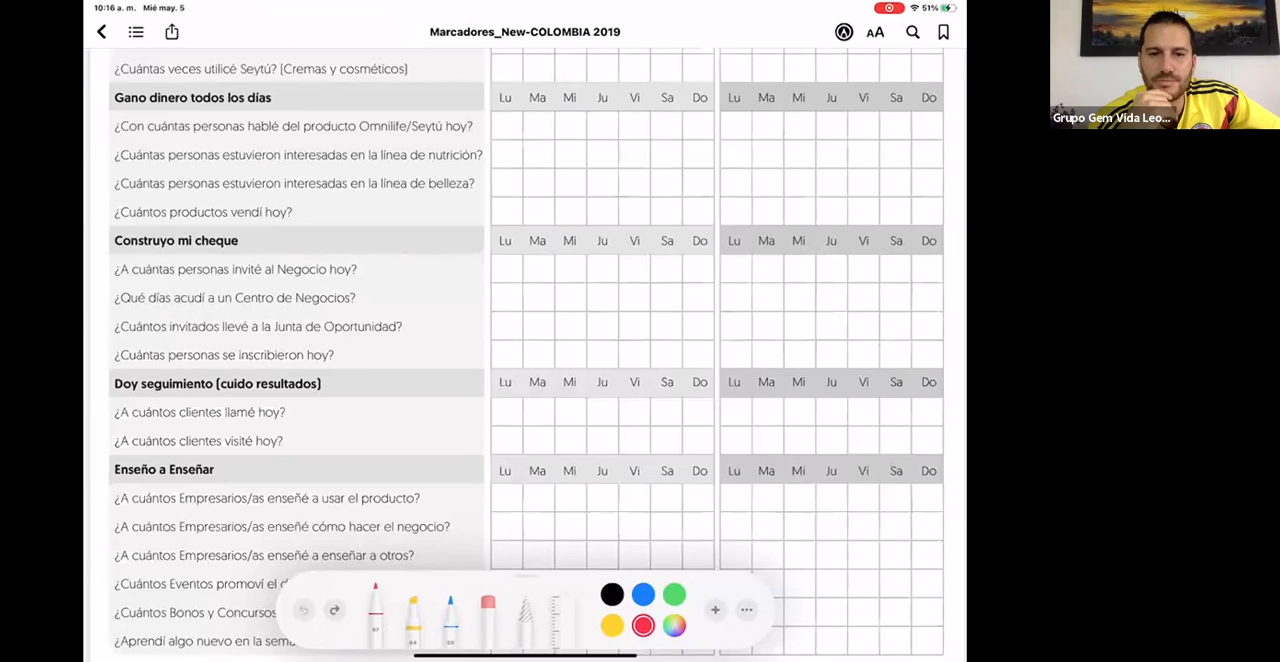 10:16 a. m. Mié may. 5
51%
Marcadores_New-COLOMBIA 2019
AA
Grupo Gem Vida Leo...
¿Cuántas veces utilicé Seytú? [Cremas y cosméticos]
Gano dinero todos los días Lu Ma Mi Ju Vi Sa Do Lu Ma Mi Ju Vi Sa Do
¿Con cuántas personas hablé del producto Omnilife/Seytú hoy?
¿Cuántas personas estuvieron interesadas en la línea de nutrición?
¿Cuántas personas estuvieron interesadas en la línea de belleza?
¿Cuántos productos vendí hoy?
Construyo mi cheque Lu Ma Mi Ju Vi Sa Do Lu Ma Mi Ju Vi Sa Do
¿A cuántas personas invité al Negocio hoy?
¿Qué días acudí a un Centro de Negocios?
¿Cuántos invitados llevé a la Junta de Oportunidad?
¿Cuántas personas se inscribieron hoy?
Doy seguimiento [cuido resultados] Lu Ma Mi Ju Vi Sa Do Lu Ma Mi Ju Vi Sa Do
¿A cuántos clientes llamé hoy?
¿A cuántos clientes visité hoy?
Enseño a Enseñar Lu Ma Mi Ju Vi Sa Do Lu Ma Mi Ju Vi Sa Do
¿A cuántos Empresarios/as enseñé a usar el producto?
¿A cuántos Empresarios/as enseñé cómo hacer el negocio?
¿A cuántos Empresarios/as enseñé a enseñar a otros?
¿Cuántos Eventos promoví el
¿Cuántos Bonos y Concursos
¿Aprendí algo nuevo en la